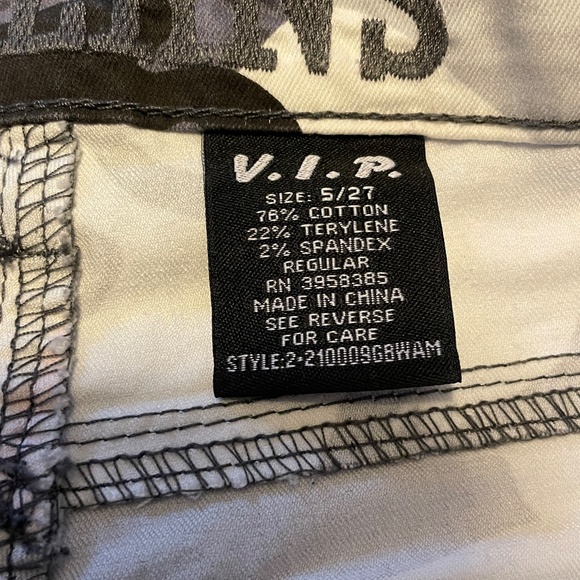 V.I.P.
SIZE: 5/27
76% COTTON
22% TERYLENE
2% SPANDEX
REGULAR
RN 3958385
MADE IN CHINA
SEE REVERSE
FOR CARE
STYLE:2-210009GBWAM